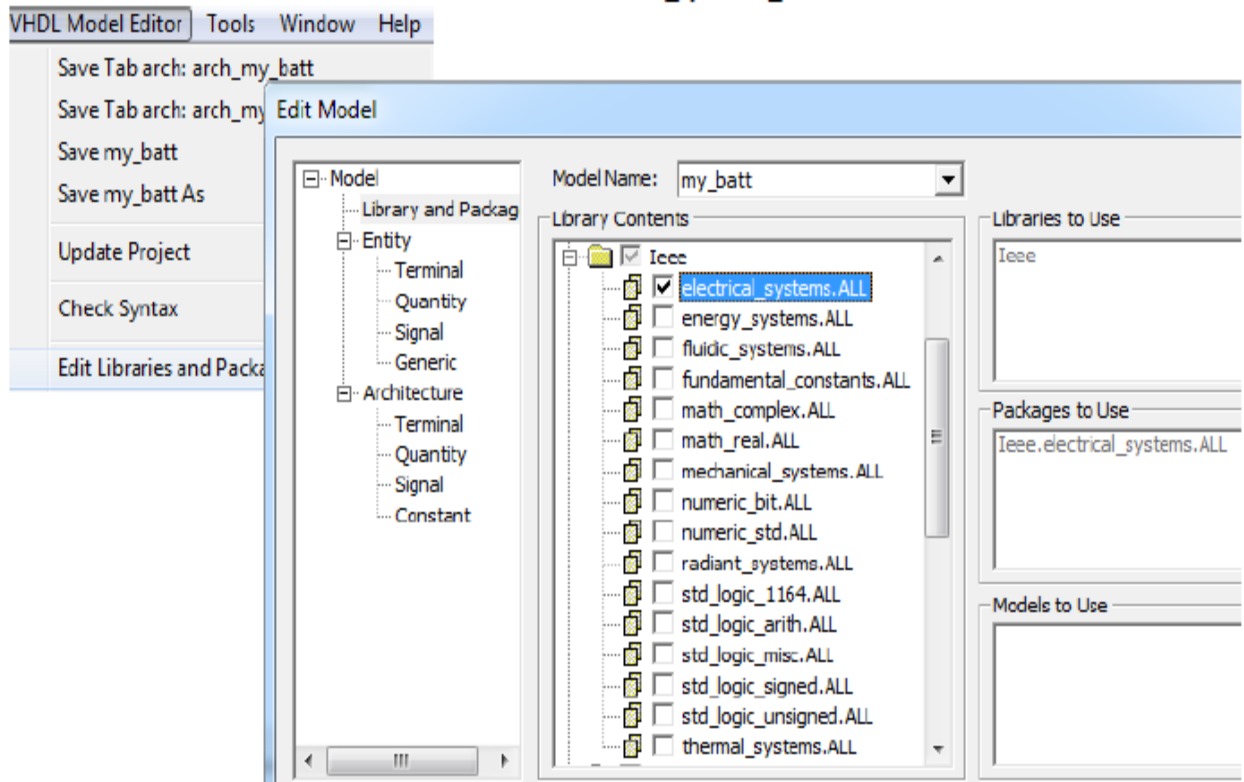 VHDL Model Editor Tools Window Help
Save Tab arch: arch_my_batt
Save Tab arch: arch_my
Save my_batt
Save my_batt As
Update Project
Check Syntax
Edit Libraries and Packa
Edit Model
Model
Library and Packag
Entity
Terminal
Quantity
Signal
Generic
Architecture
Terminal
Quantity
Signal
Constant
Model Name: my_batt
Library Contents
Ieee
electrical_systems.ALL
energy_systems.ALL
fluidic_systems.ALL
fundamental_constants.ALL
math_complex.ALL
math_real.ALL
mechanical_systems.ALL
numeric_bit.ALL
numeric_std.ALL
radiant_systems.ALL
std_logic_1164.ALL
std_logic_arith.ALL
std_logic_misc.ALL
std_logic_signed.ALL
std_logic_unsigned.ALL
thermal_systems.ALL
Libraries to Use
Ieee
Packages to Use
Ieee.electrical_systems.ALL
Models to Use